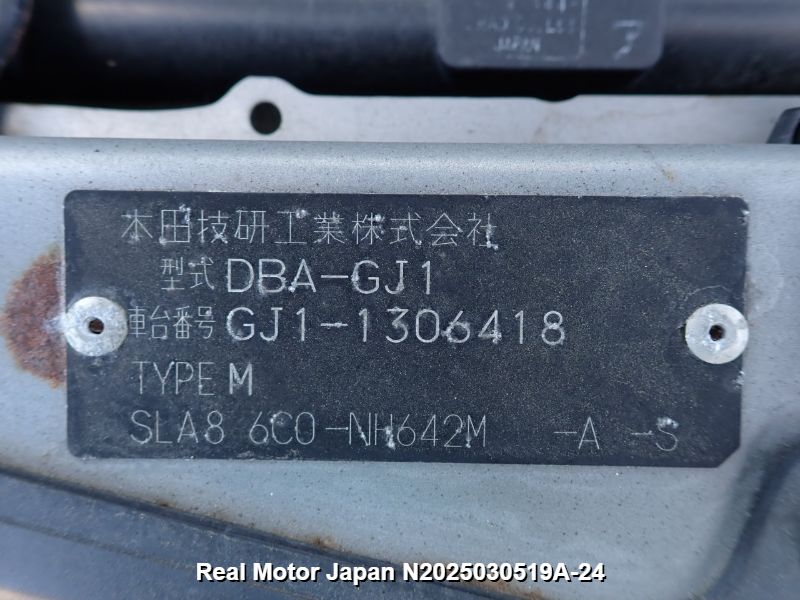 JAPAN
本田技研工業株式会社
型式 DBA-GJ1
車台番号 GJ1-1306418
TYPE M
SLA8 6C0-NH642M -A -S
Real Motor Japan N2025030519A-24